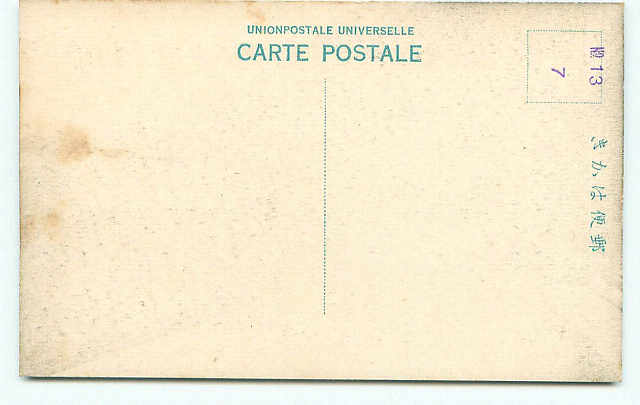 UNIONPOSTALE UNIVERSELLE
CARTE POSTALE
13
7
郵便はかき